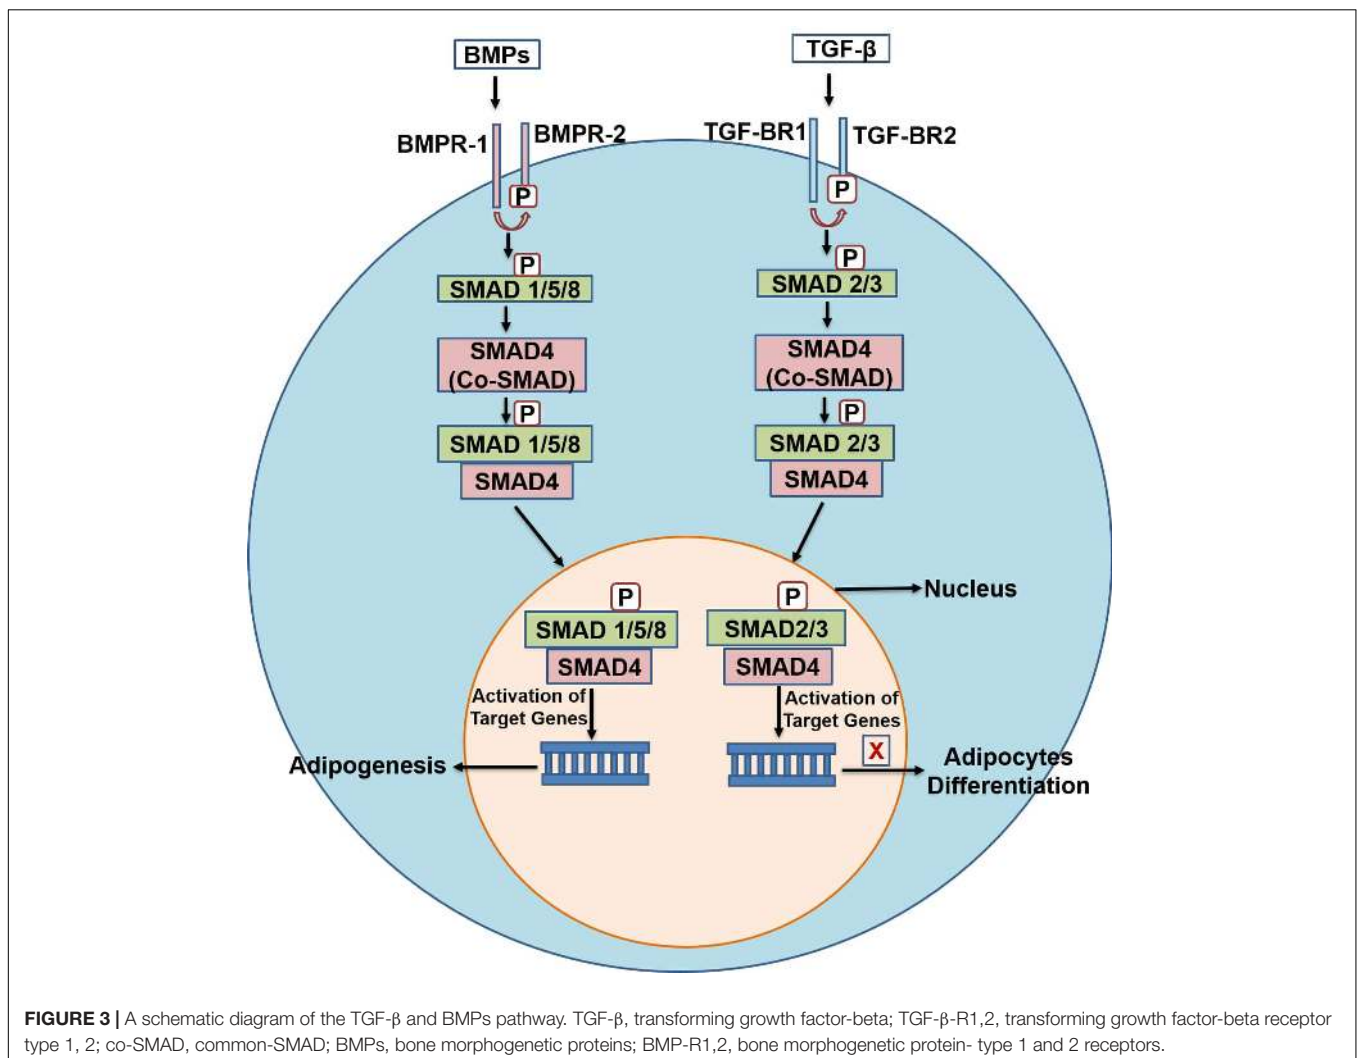 BMPs
TGF-β
BMPR-1
BMPR-2
TGF-BR1
TGF-BR2
P
P
P
SMAD 1/5/8
P
SMAD 2/3
SMAD4
(Co-SMAD)
SMAD4
(Co-SMAD)
P
SMAD 1/5/8
SMAD4
P
SMAD 2/3
SMAD4
Nucleus
P
SMAD 1/5/8
SMAD4
P
SMAD2/3
SMAD4
Activation of
Target Genes
Activation of
Target Genes
X
Adipogenesis
Adipocytes
Differentiation
FIGURE 3 | A schematic diagram of the TGF-β and BMPs pathway. TGF-β, transforming growth factor-beta; TGF-β-R1,2, transforming growth factor-beta receptor
type 1, 2; co-SMAD, common-SMAD; BMPs, bone morphogenetic proteins; BMP-R1,2, bone morphogenetic protein- type 1 and 2 receptors.